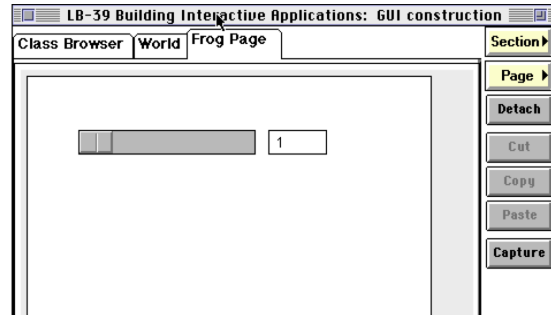 LB-39 Building Interactive Applications: GUI construction
Class Browser
World
Frog Page
Section
Page
Detach
Cut
Copy
Paste
Capture
1